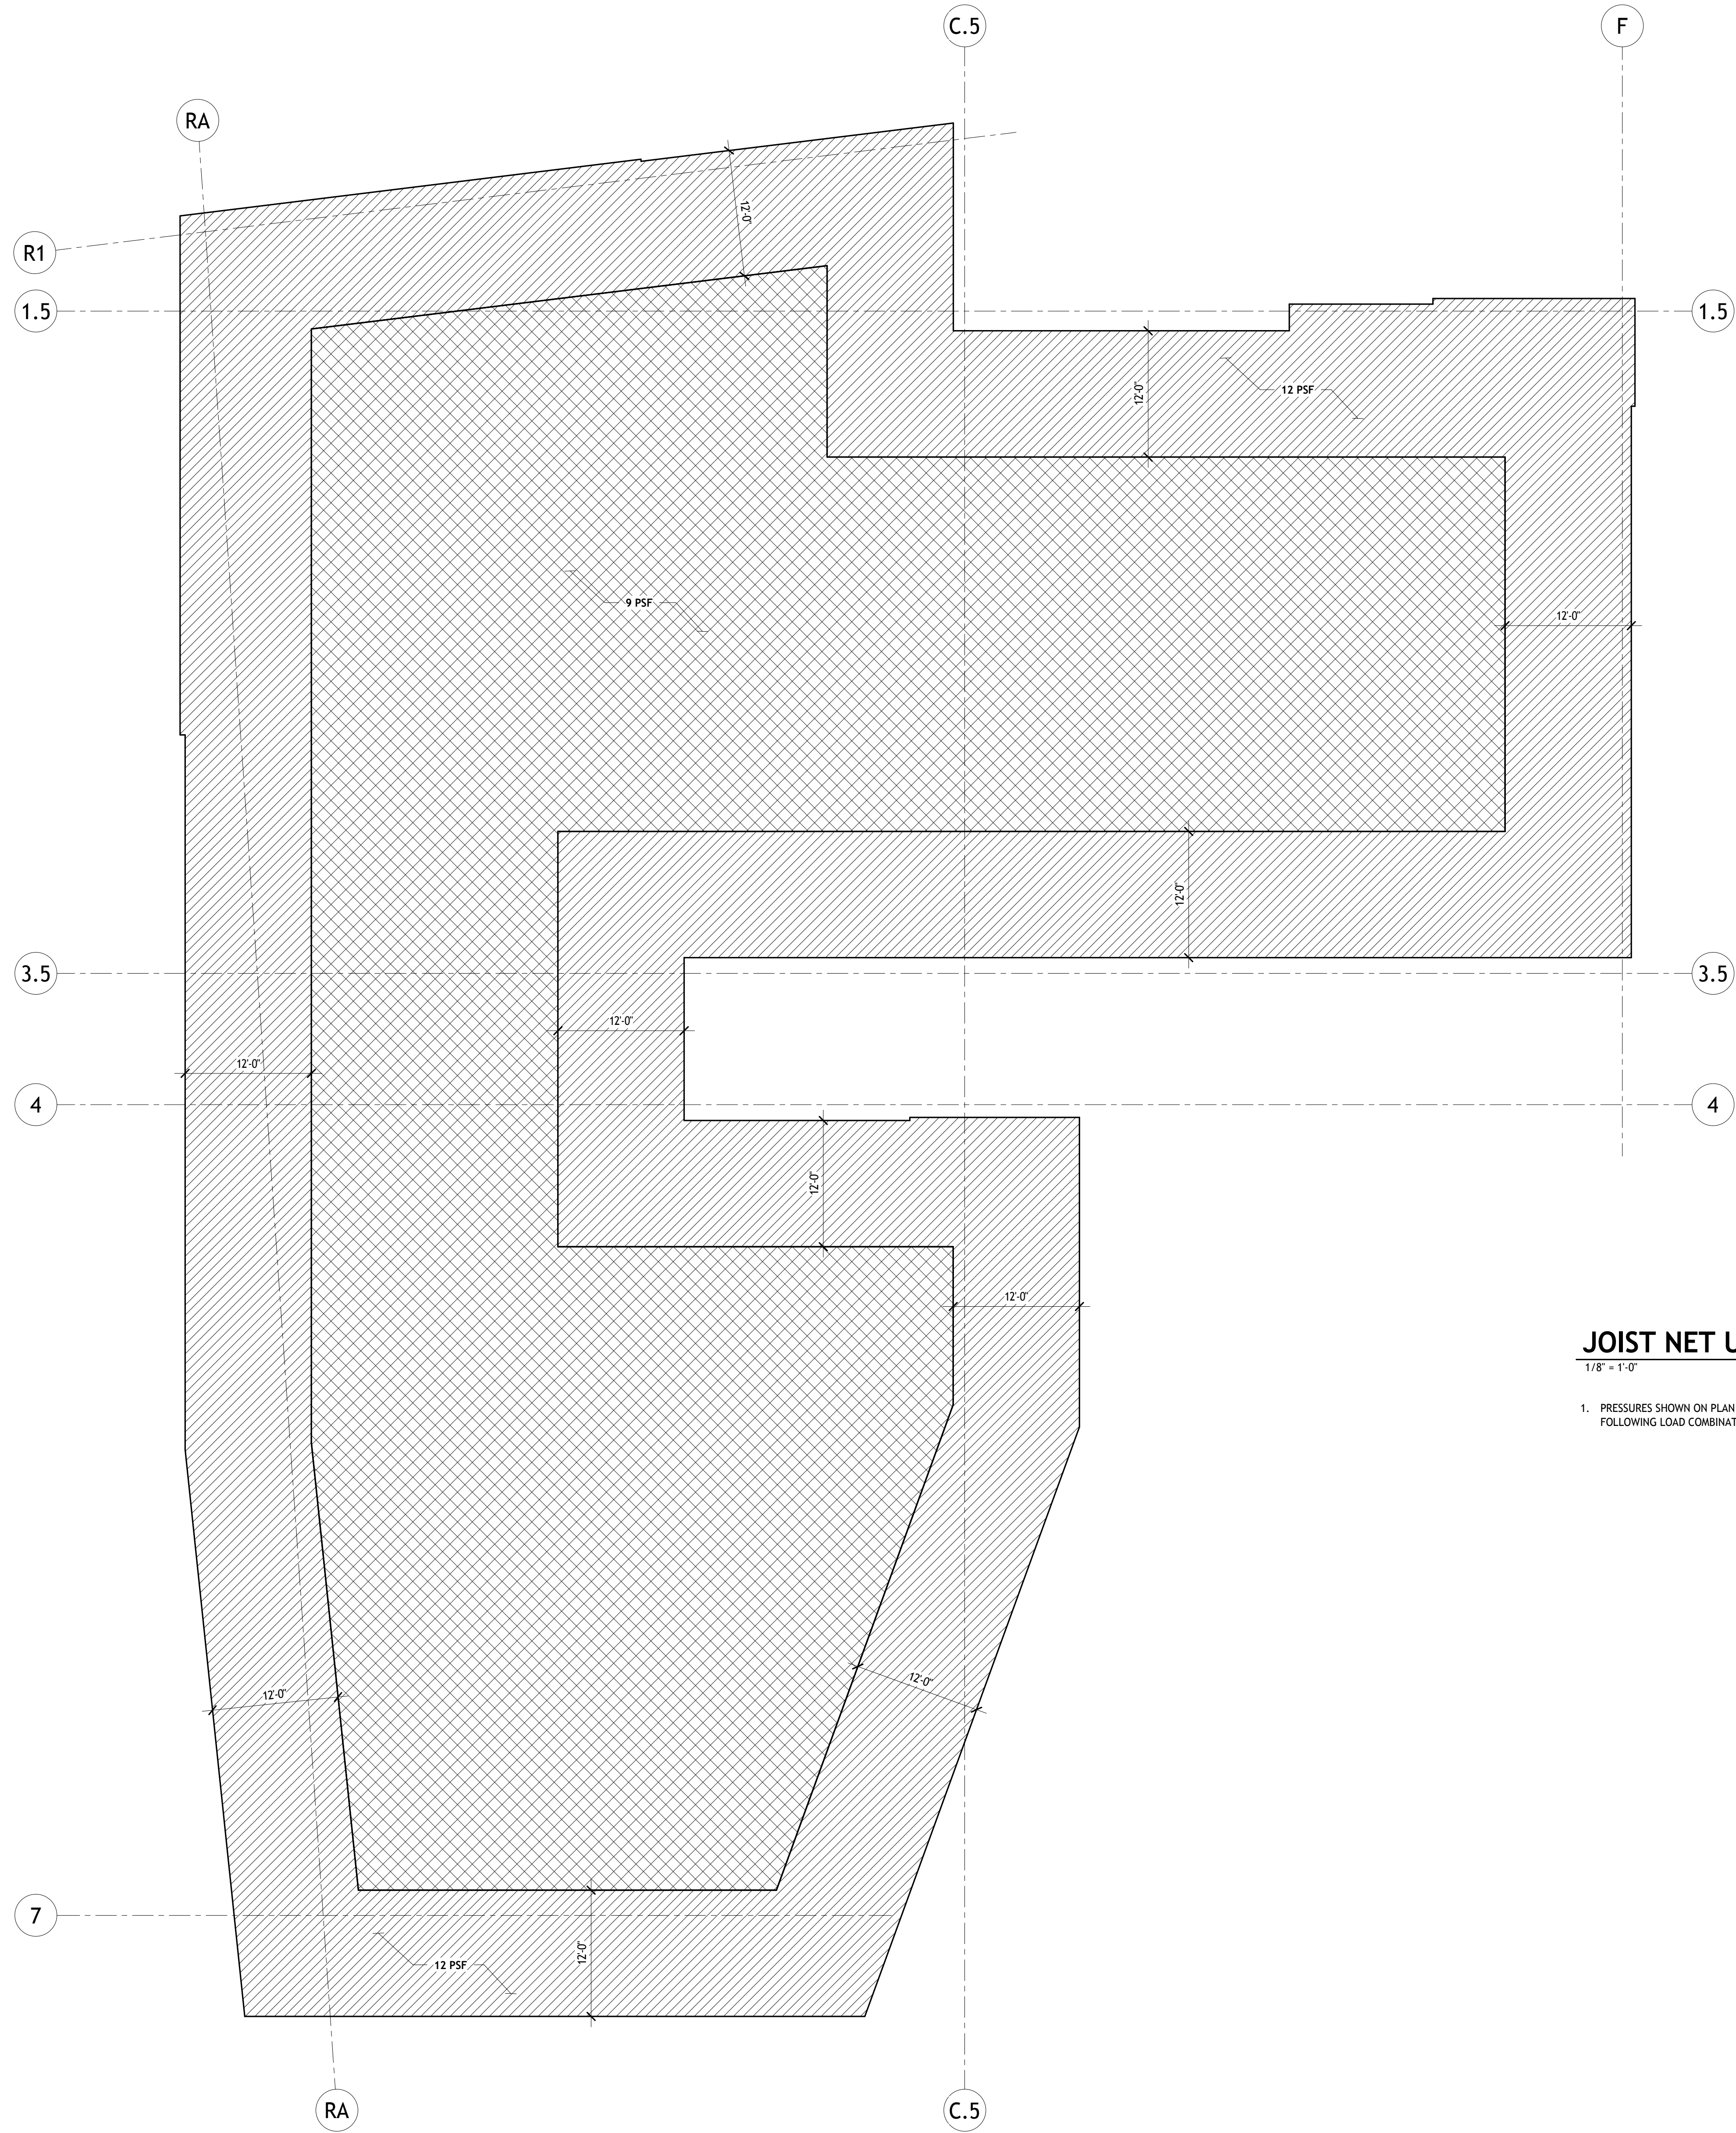 C.5
F
RA
R1
12'-0"
1.5
1.5
12'-0"
12 PSF
9 PSF
12'-0"
12'-0"
3.5
3.5
12'-0"
12'-0"
4
4
12'-0"
12'-0"
JOIST NET U
1/8" = 1'-0"
1. PRESSURES SHOWN ON PLAN
FOLLOWING LOAD COMBINAT
12'-0"
12'-0"
7
12'-0"
12 PSF
RA
C.5